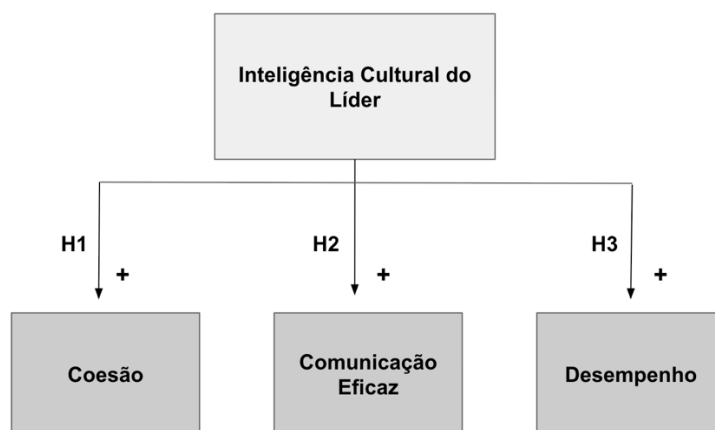 Inteligência Cultural do
Líder
H1
H2
H3
+
+
+
Coesão
Comunicação
Eficaz
Desempenho